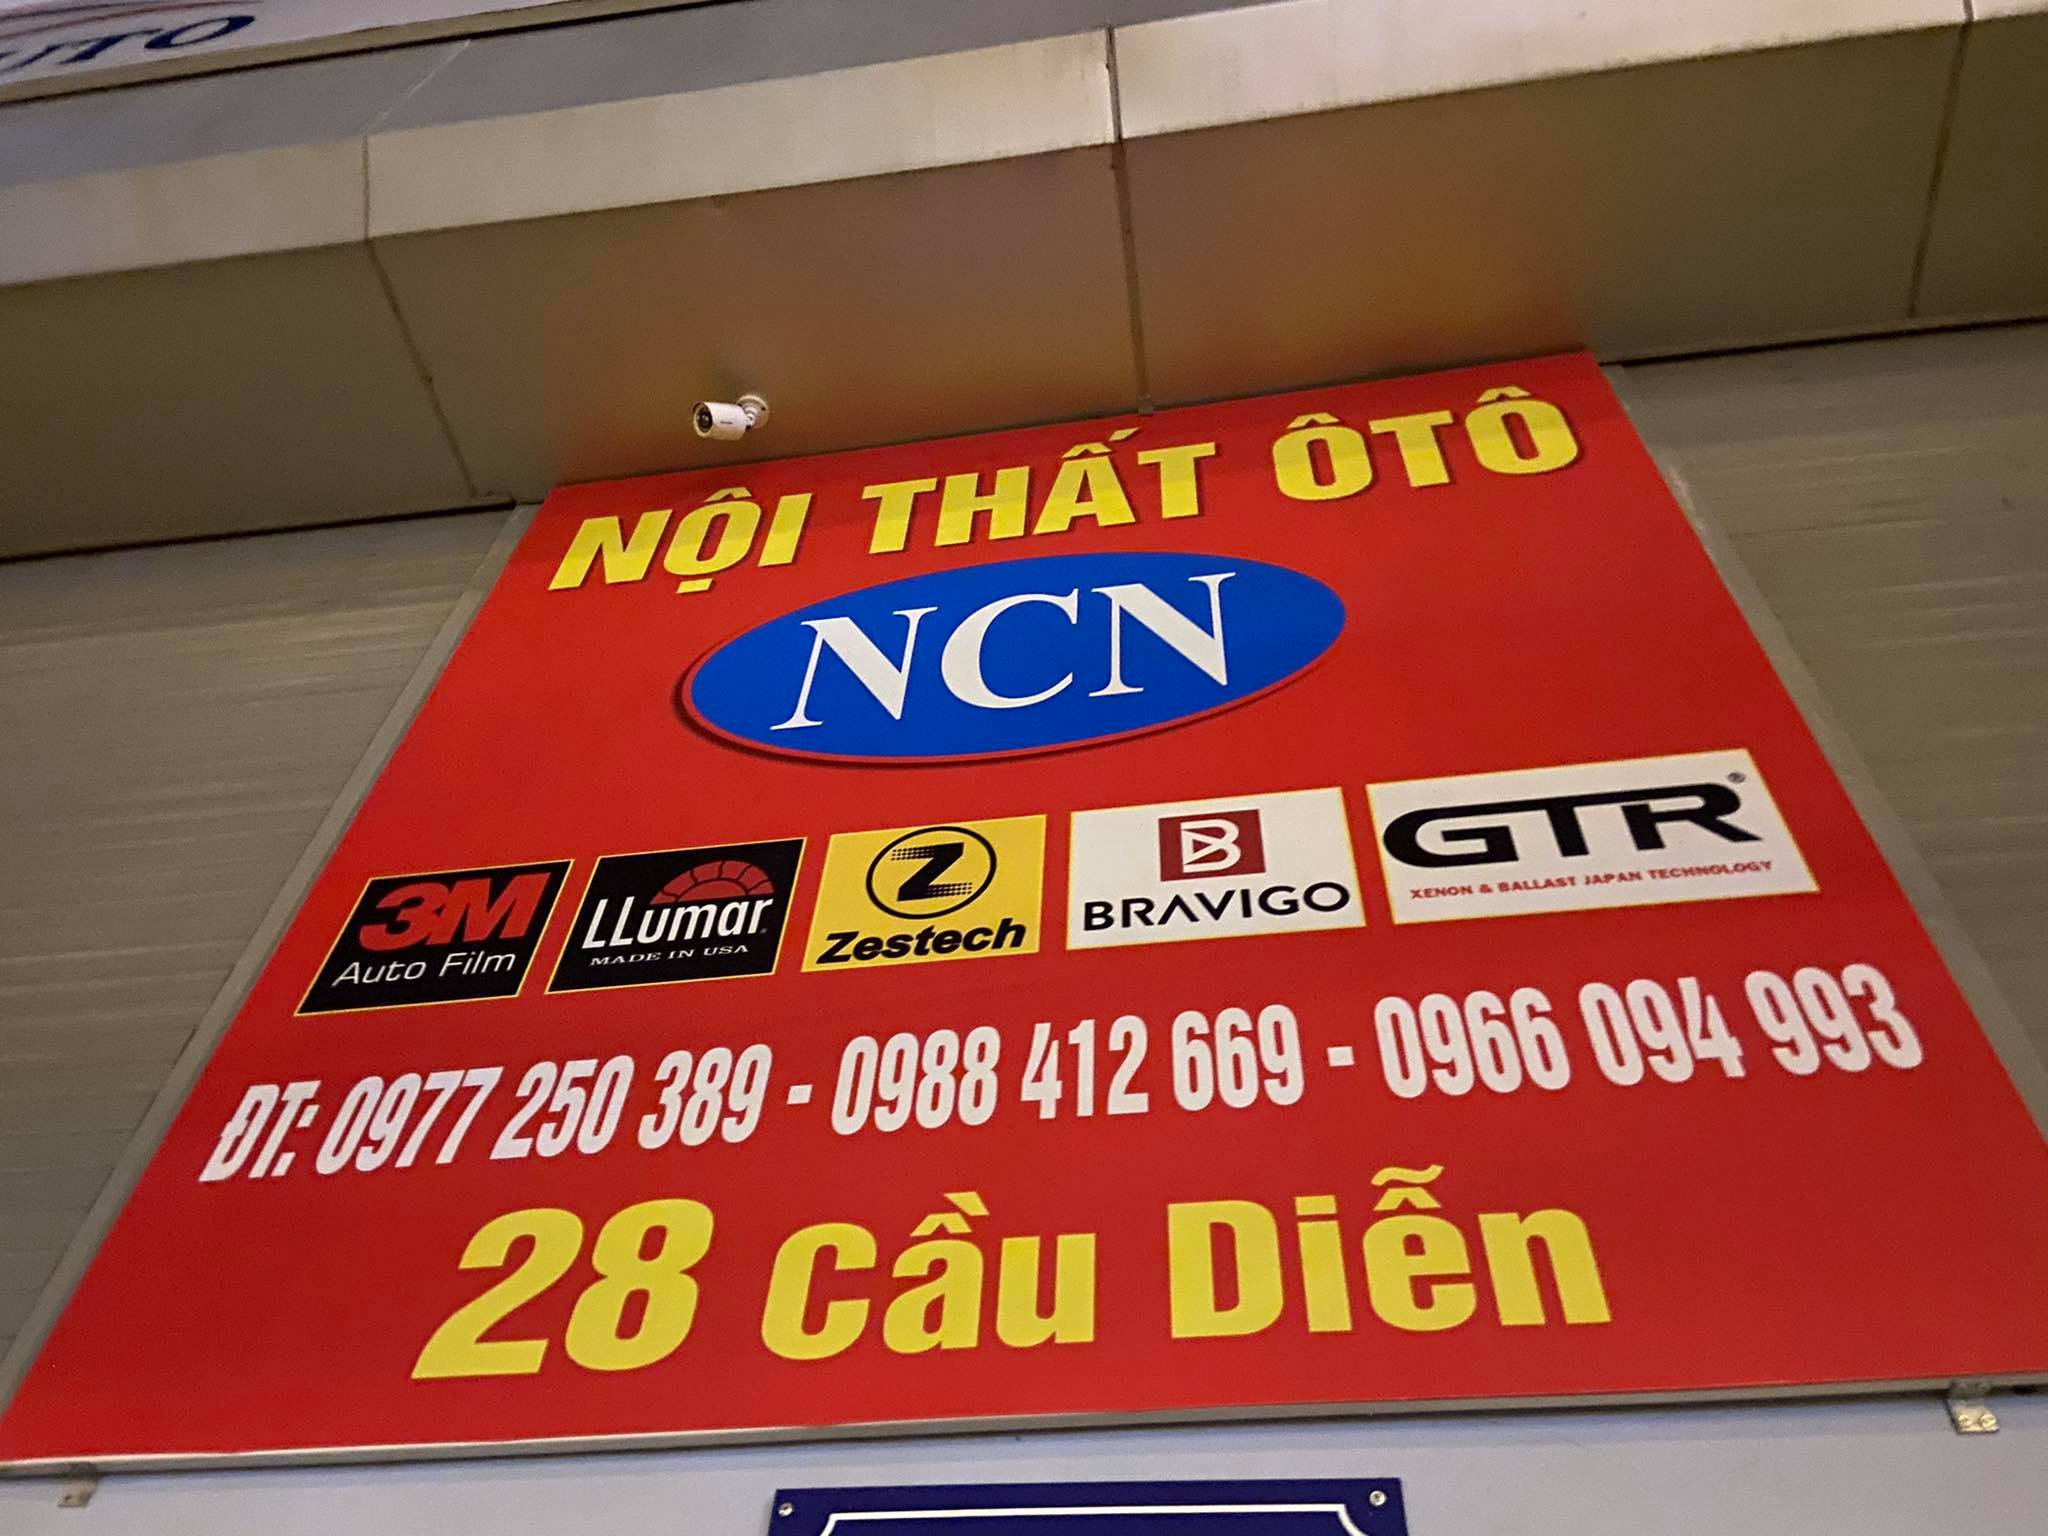 NỘI THẤT ÔTÔ
NCN
3M
Auto Film
LLumar
MADE IN USA
Z
Zestech
B
BRAVIGO
GTR®
XENON & BALLAST JAPAN TECHNOLOGY
ĐT: 0977 250 389 - 0988 412 669 - 0966 094 993
28 Cầu Diễn